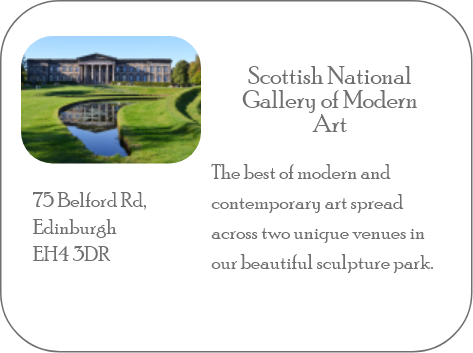 Scottish National
Gallery of Modern
Art
The best of modern and
contemporary art spread
across two unique venues in
our beautiful sculpture park.
75 Belford Rd,
Edinburgh
EH4 3DR